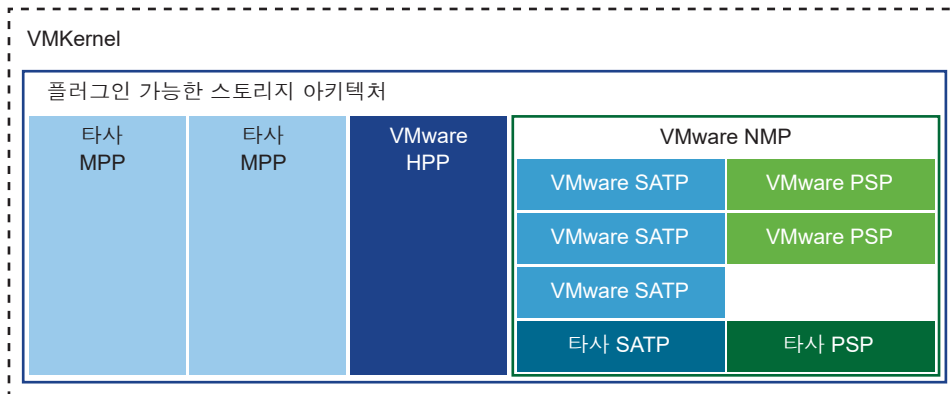 VMKernel
플러그인 가능한 스토리지 아키텍처
타사
MPP
타사
MPP
VMware
HPP
VMware NMP
VMware SATP
VMware PSP
VMware SATP
VMware PSP
VMware SATP
타사 SATP
타사 PSP